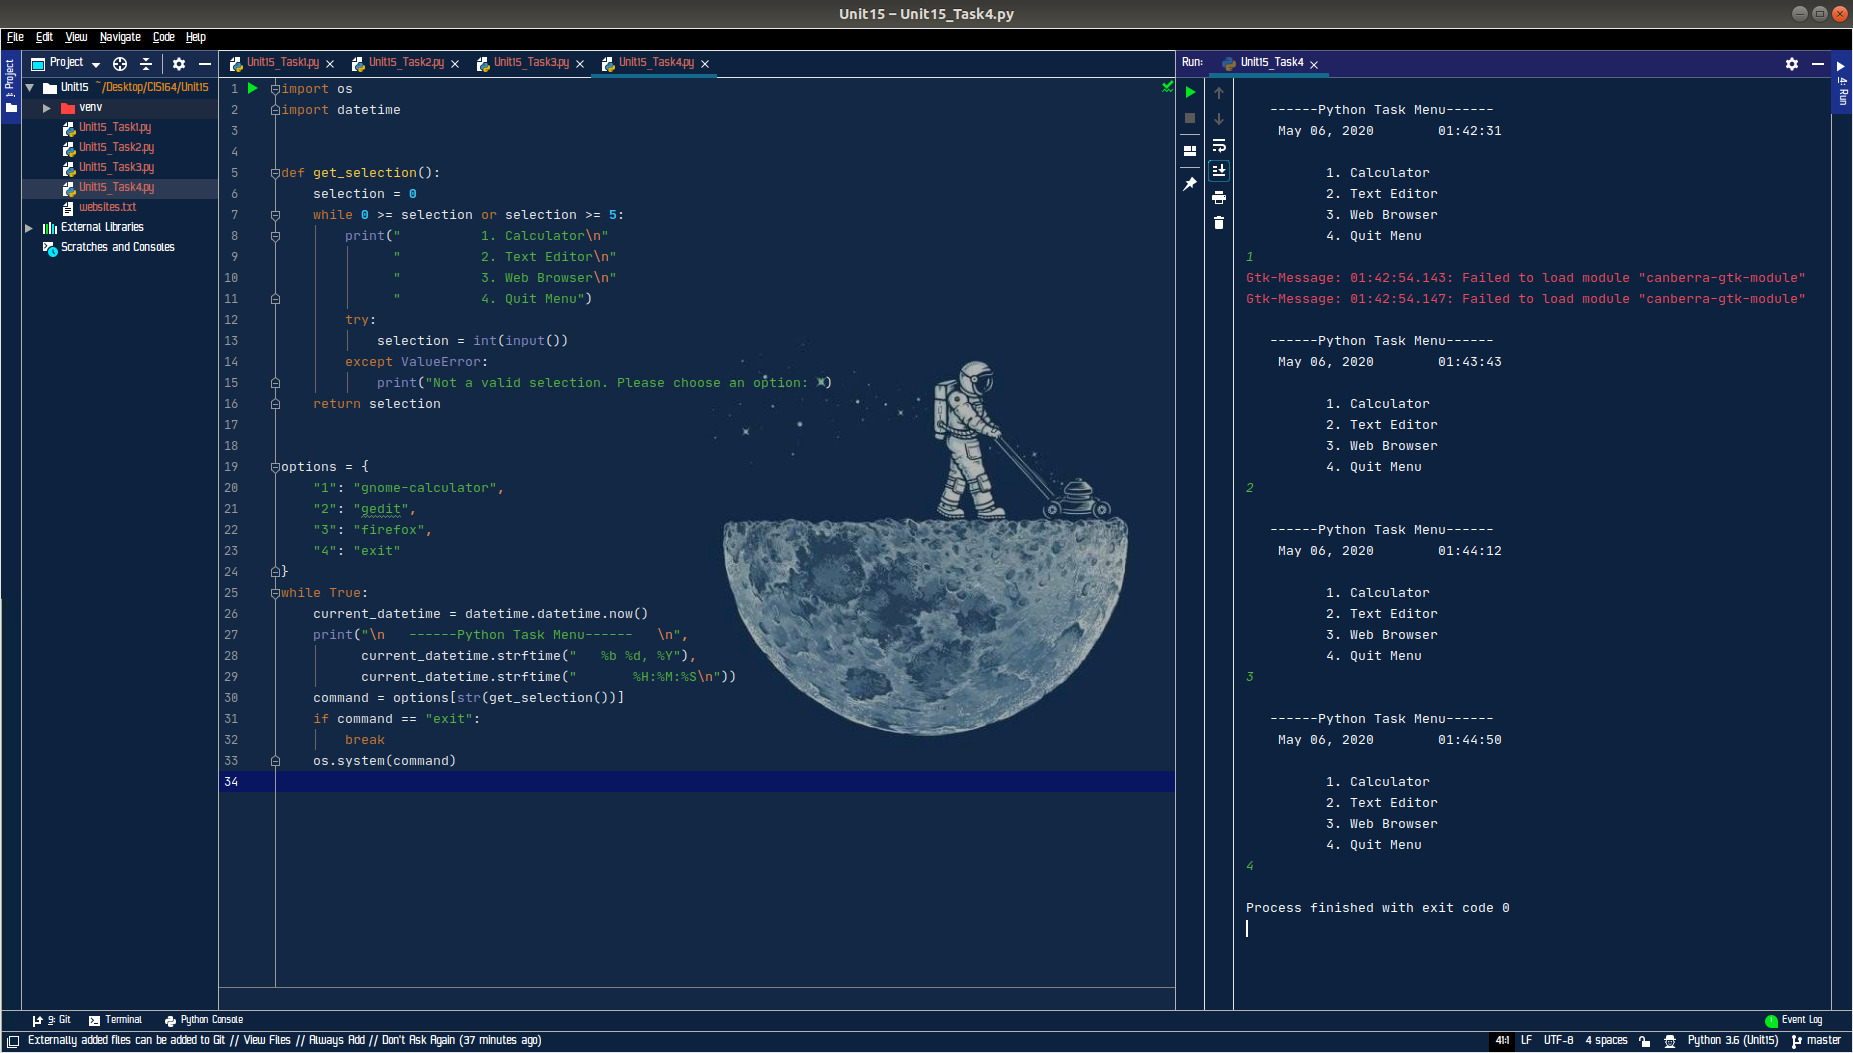 Unit15 – Unit15_Task4.py
File Edit View Navigate Code Help
1: Project
Project
Unit15 ~/Desktop/CIS164/Unit15
venv
Unit15_Task1.py
Unit15_Task2.py
Unit15_Task3.py
Unit15_Task4.py
websites.txt
External Libraries
Scratches and Consoles
Unit15_Task1.py Unit15_Task2.py Unit15_Task3.py Unit15_Task4.py
1 import os
2 import datetime
3
4
5 def get_selection():
6     selection = 0
7     while 0 >= selection or selection >= 5:
8         print("          1. Calculator\n"
9               "          2. Text Editor\n"
10               "          3. Web Browser\n"
11               "          4. Quit Menu")
12         try:
13             selection = int(input())
14         except ValueError:
15             print("Not a valid selection. Please choose an option: ")
16     return selection
17
18
19 options = {
20     "1": "gnome-calculator",
21     "2": "gedit",
22     "3": "firefox",
23     "4": "exit"
24 }
25 while True:
26     current_datetime = datetime.datetime.now()
27     print("\n   ------Python Task Menu------   \n",
28           current_datetime.strftime("   %b %d, %Y"),
29           current_datetime.strftime("       %H:%M:%S\n"))
30     command = options[str(get_selection())]
31     if command == "exit":
32         break
33     os.system(command)
34
Run: Unit15_Task4
------Python Task Menu------
May 06, 2020        01:42:31
1. Calculator
2. Text Editor
3. Web Browser
4. Quit Menu
1
Gtk-Message: 01:42:54.143: Failed to load module "canberra-gtk-module"
Gtk-Message: 01:42:54.147: Failed to load module "canberra-gtk-module"
------Python Task Menu------
May 06, 2020        01:43:43
1. Calculator
2. Text Editor
3. Web Browser
4. Quit Menu
2
------Python Task Menu------
May 06, 2020        01:44:12
1. Calculator
2. Text Editor
3. Web Browser
4. Quit Menu
3
------Python Task Menu------
May 06, 2020        01:44:50
1. Calculator
2. Text Editor
3. Web Browser
4. Quit Menu
4
Process finished with exit code 0
4: Run
9: Git Terminal Python Console Event Log
Externally added files can be added to Git // View Files // Always Add // Don't Ask Again (37 minutes ago) 41:1 LF UTF-8 4 spaces Python 3.6 (Unit15) master